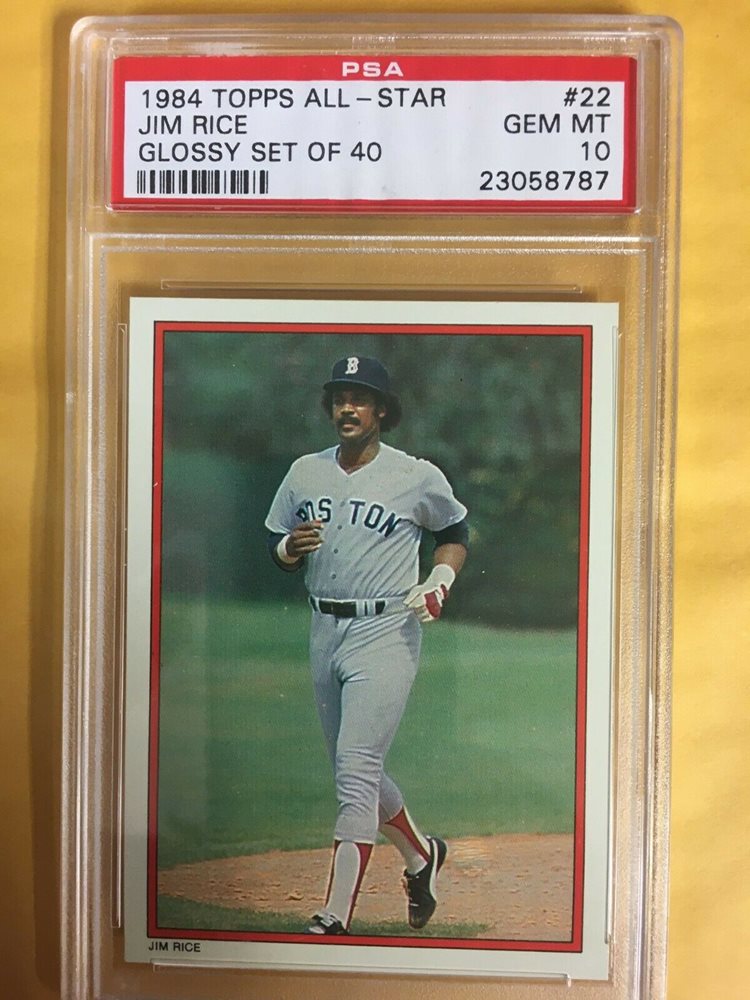 PSA
1984 TOPPS ALL-STAR #22
JIM RICE GEM MT
GLOSSY SET OF 40 10
23058787
B
BOSTON
JIM RICE